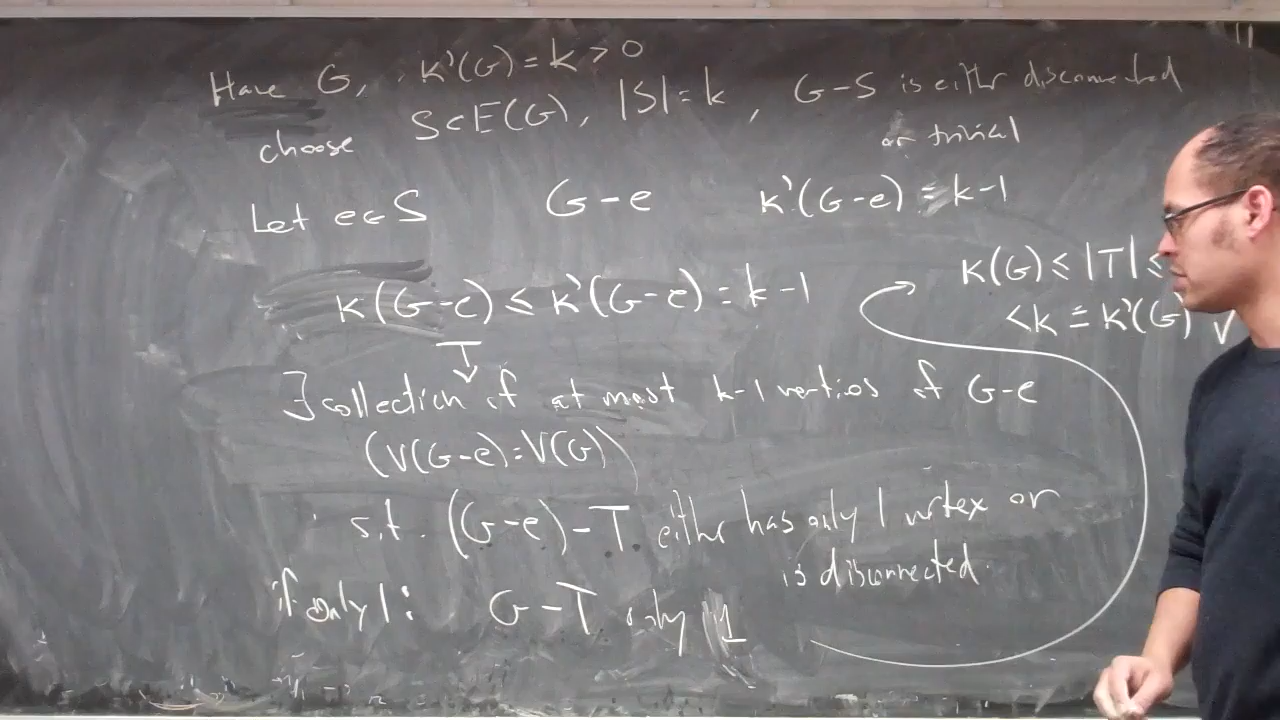 Have G, κ'(G) = k > 0
choose S⊂E(G), |S| = k, G-S is either disconnected
or trivial
Let e∈S G-e κ'(G-e) = k-1
κ(G-e) ≤ κ'(G-e) = k-1
κ(G) ≤ |T| ≤
< k = κ'(G) ✓
T
∃ collection of at most k-1 vertices of G-e
(V(G-e) = V(G))
s.t. (G-e)-T either has only 1 vertex or
is disconnected.
if only 1: G-T only 1